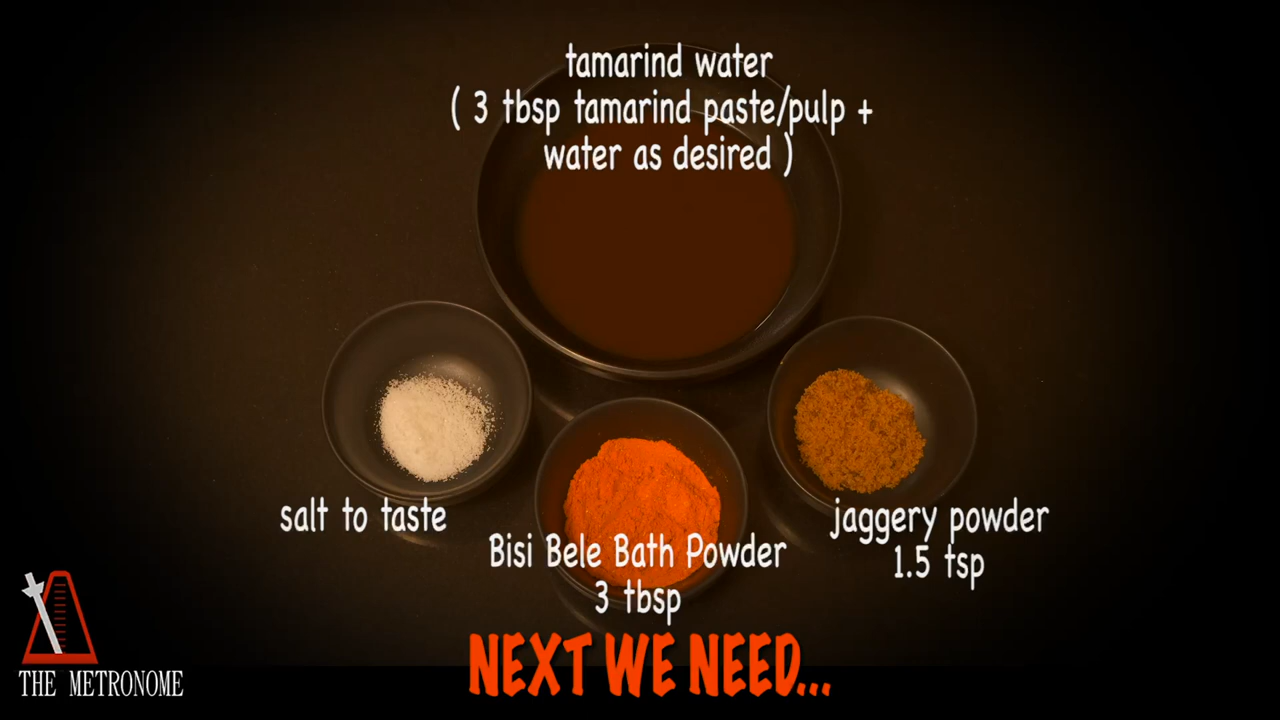 tamarind water
( 3 tbsp tamarind paste/pulp +
water as desired )
salt to taste
Bisi Bele Bath Powder
3 tbsp
jaggery powder
1.5 tsp
NEXT WE NEED...
THE METRONOME